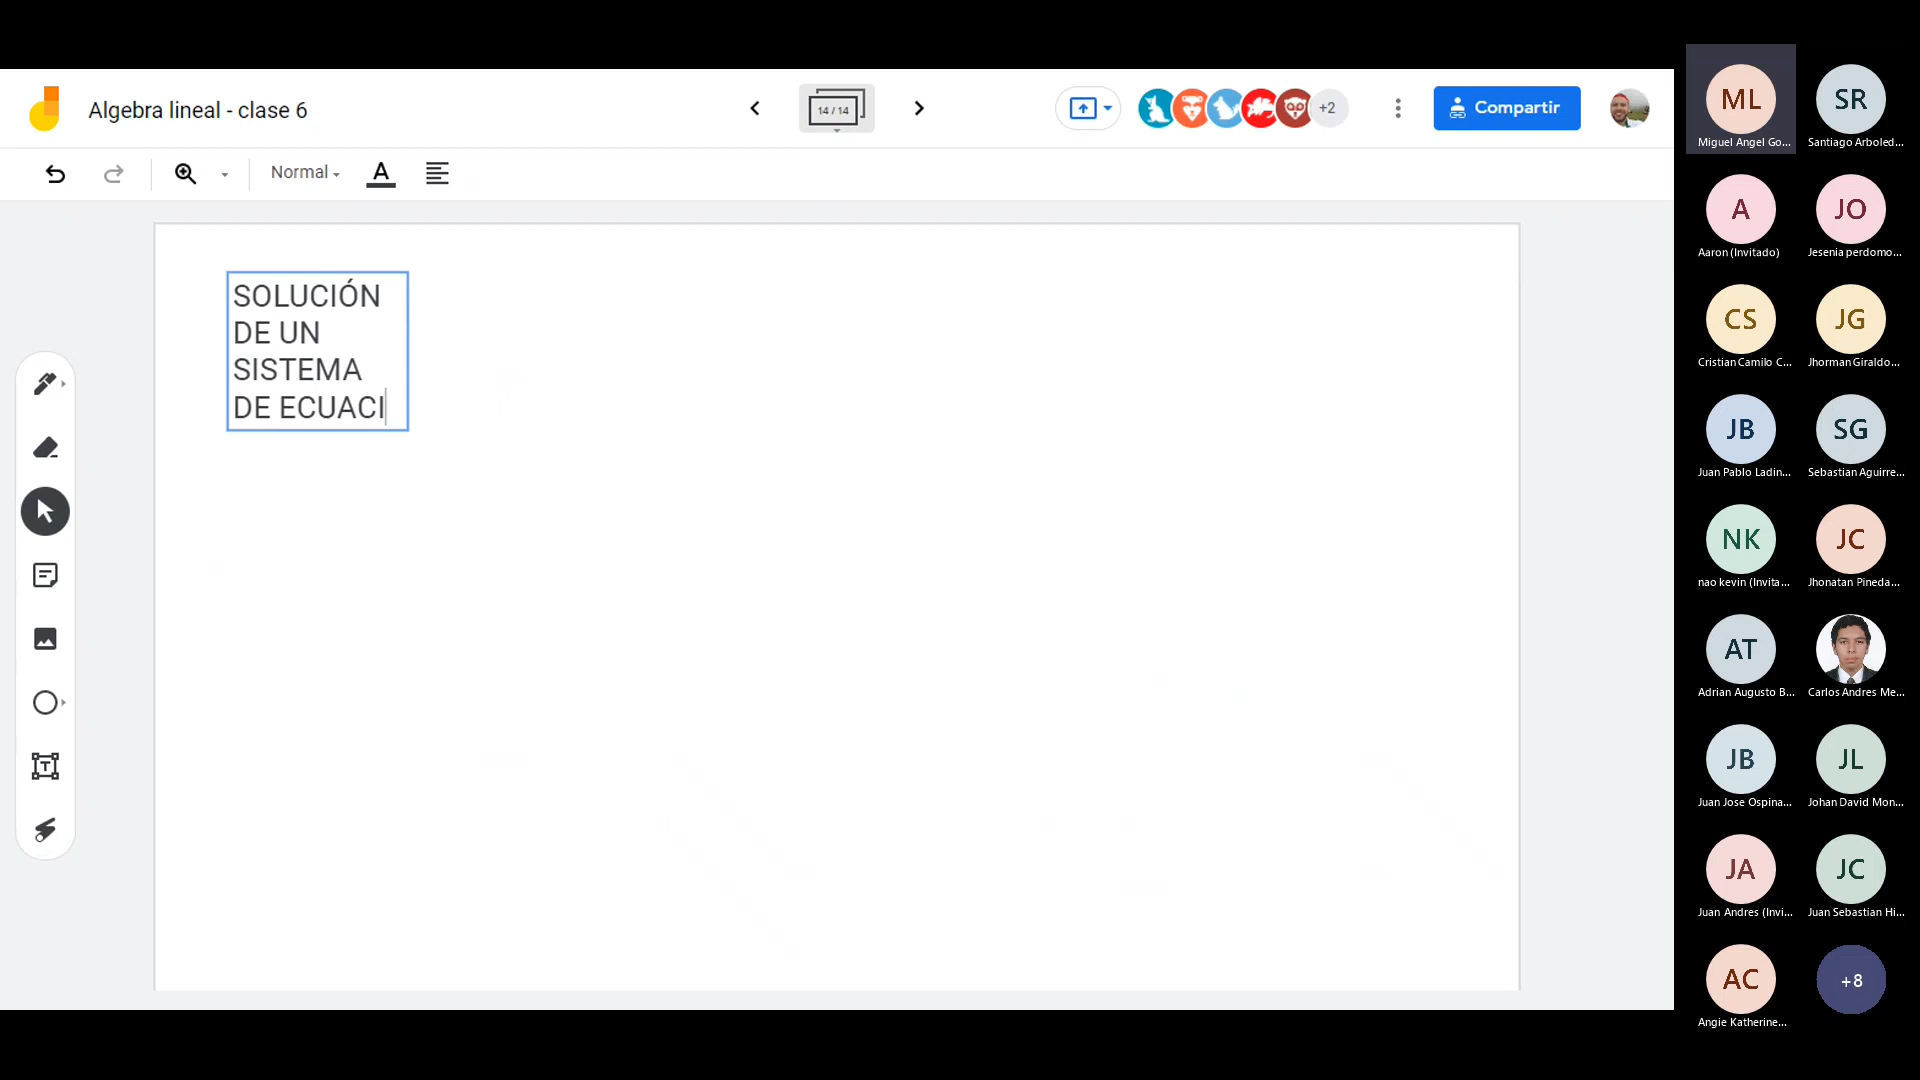 Algebra lineal - clase 6
14 / 14
+2
Compartir
Normal
A
SOLUCIÓN
DE UN
SISTEMA
DE ECUACI
ML
SR
Miguel Angel Go...
Santiago Arboled...
A
JO
Aaron (Invitado)
Jesenia perdomo...
CS
JG
Cristian Camilo C...
Jhorman Giraldo...
JB
SG
Juan Pablo Ladin...
Sebastian Aguirre...
NK
JC
nao kevin (Invita...
Jhonatan Pineda...
AT
Adrian Augusto B...
Carlos Andres Me...
JB
JL
Juan Jose Ospina...
Johan David Mon...
JA
JC
Juan Andres (Invi...
Juan Sebastian Hi...
AC
+8
Angie Katherine...